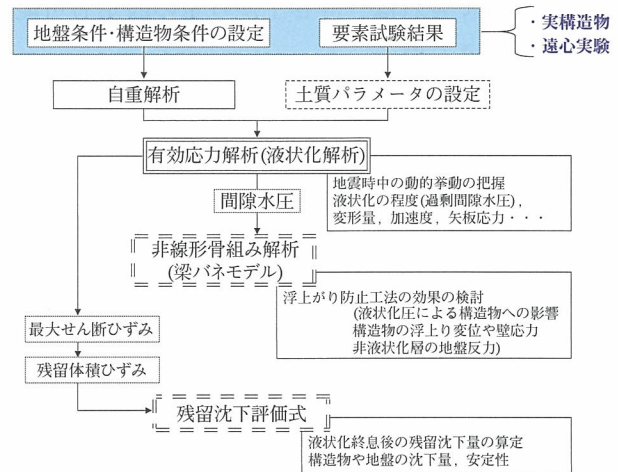 地盤条件･構造物条件の設定
要素試験結果
・実構造物
・遠心実験
自重解析
土質パラメータの設定
有効応力解析(液状化解析)
地震時中の動的挙動の把握
液状化の程度(過剰間隙水圧),
変形量, 加速度, 矢板応力・・・
間隙水圧
非線形骨組み解析
(梁バネモデル)
浮上がり防止工法の効果の検討
(液状化圧による構造物への影響
構造物の浮上り変位や壁応力
非液状化層の地盤反力)
最大せん断ひずみ
残留体積ひずみ
残留沈下評価式
液状化終息後の残留沈下量の算定
構造物や地盤の沈下量, 安定性